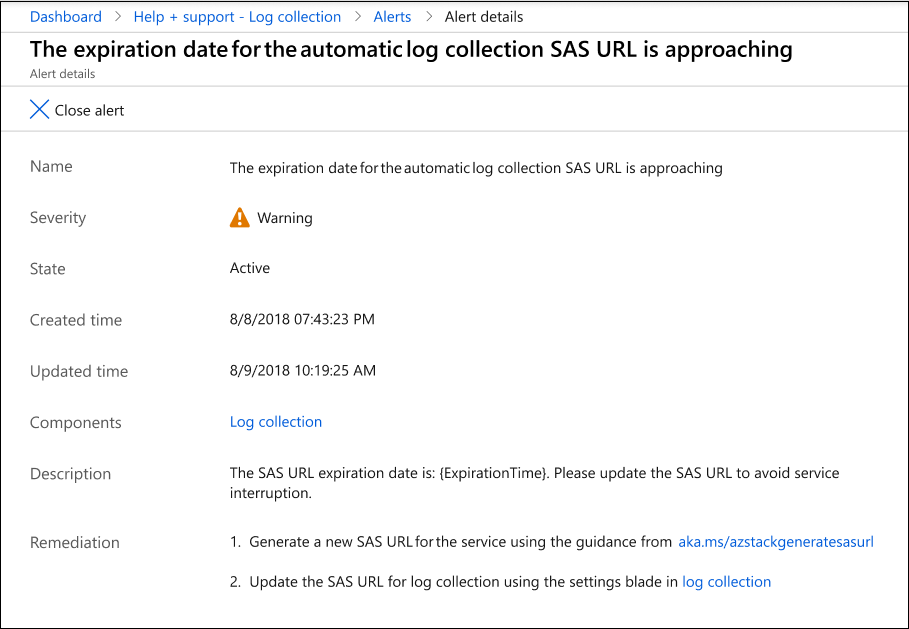 Dashboard > Help + support - Log collection > Alerts > Alert details
The expiration date for the automatic log collection SAS URL is approaching
Alert details
Close alert
Name The expiration date for the automatic log collection SAS URL is approaching
Severity Warning
State Active
Created time 8/8/2018 07:43:23 PM
Updated time 8/9/2018 10:19:25 AM
Components Log collection
Description The SAS URL expiration date is: {ExpirationTime}. Please update the SAS URL to avoid service
interruption.
Remediation 1. Generate a new SAS URL for the service using the guidance from aka.ms/azstackgeneratesasurl
2. Update the SAS URL for log collection using the settings blade in log collection